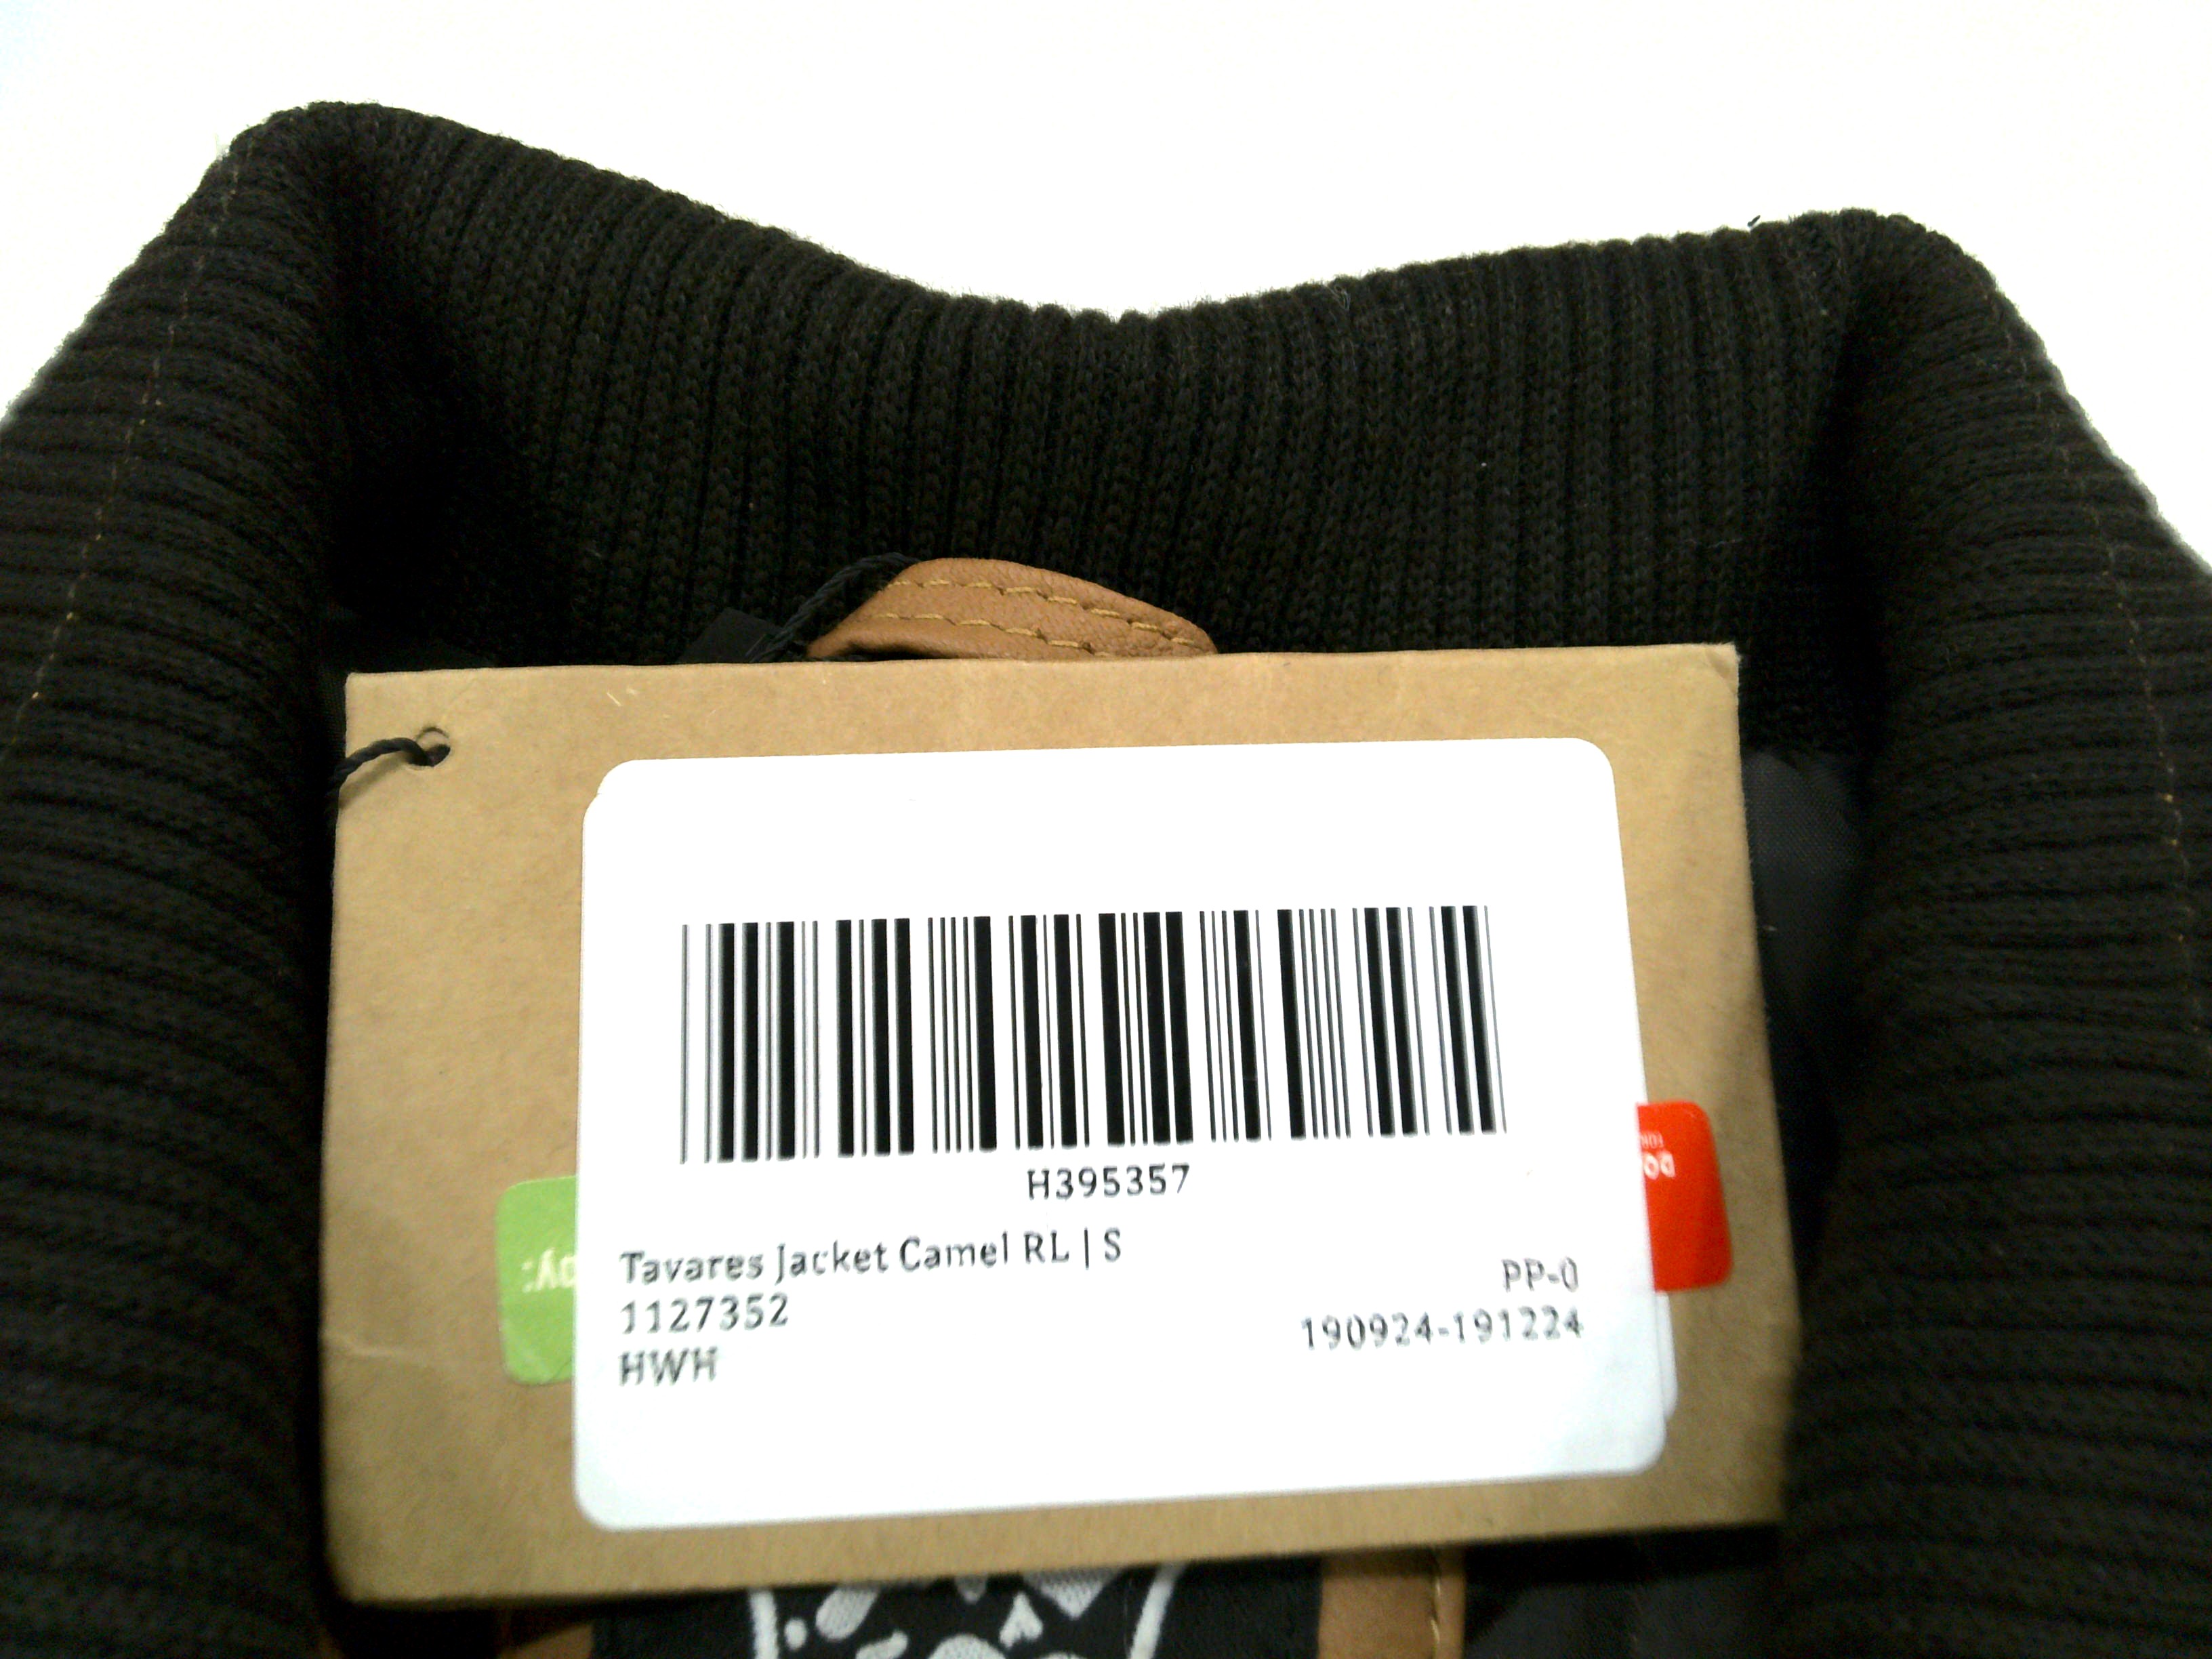 H395357
Tavares Jacket Camel RL | S
1127352
HWH
PP-0
190924-191224